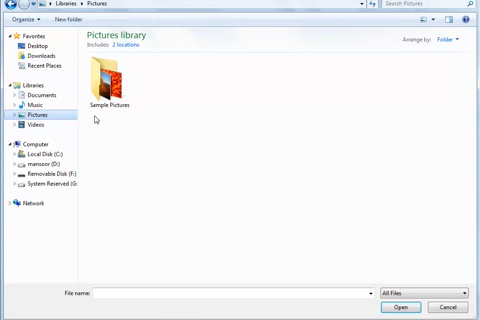 Libraries ▸ Pictures
Search Pictures
Organize
New folder
Favorites
Desktop
Downloads
Recent Places
Libraries
Documents
Music
Pictures
Videos
Computer
Local Disk (C:)
mansoor (D:)
Removable Disk (F:)
System Reserved (G:
Network
Pictures library
Includes: 2 locations
Arrange by: Folder
Sample Pictures
File name:
All Files
Open
Cancel